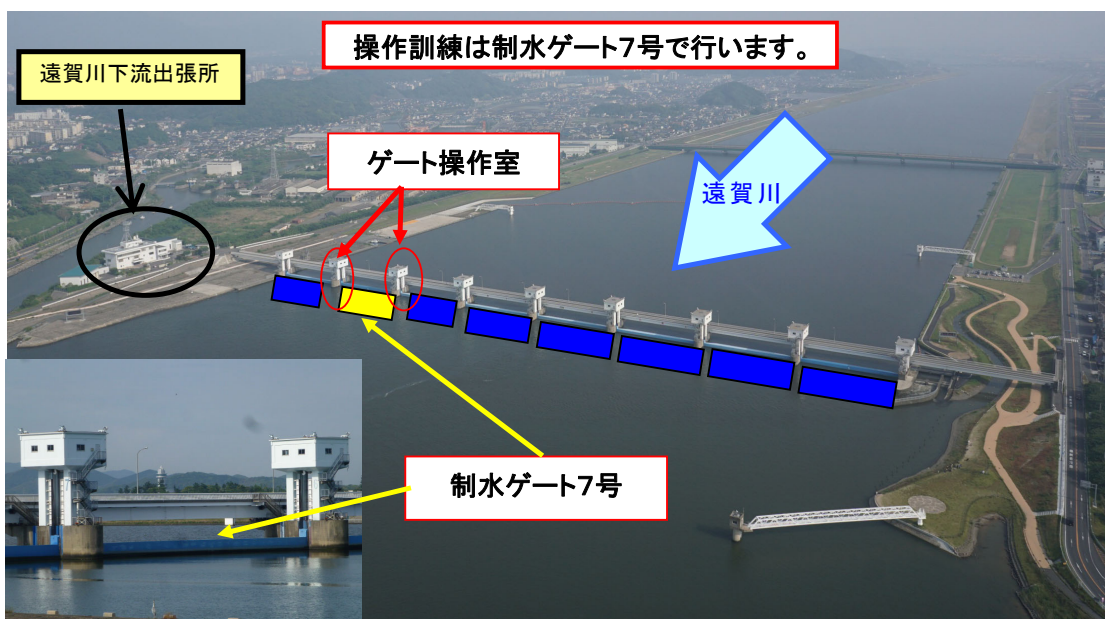 操作訓練は制水ゲート7号で行います。
遠賀川下流出張所
ゲート操作室
遠賀川
制水ゲート7号